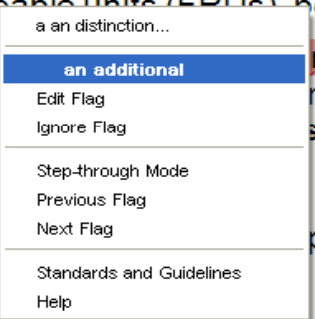 a an distinction...
an additional
Edit Flag
Ignore Flag
Step-through Mode
Previous Flag
Next Flag
Standards and Guidelines
Help